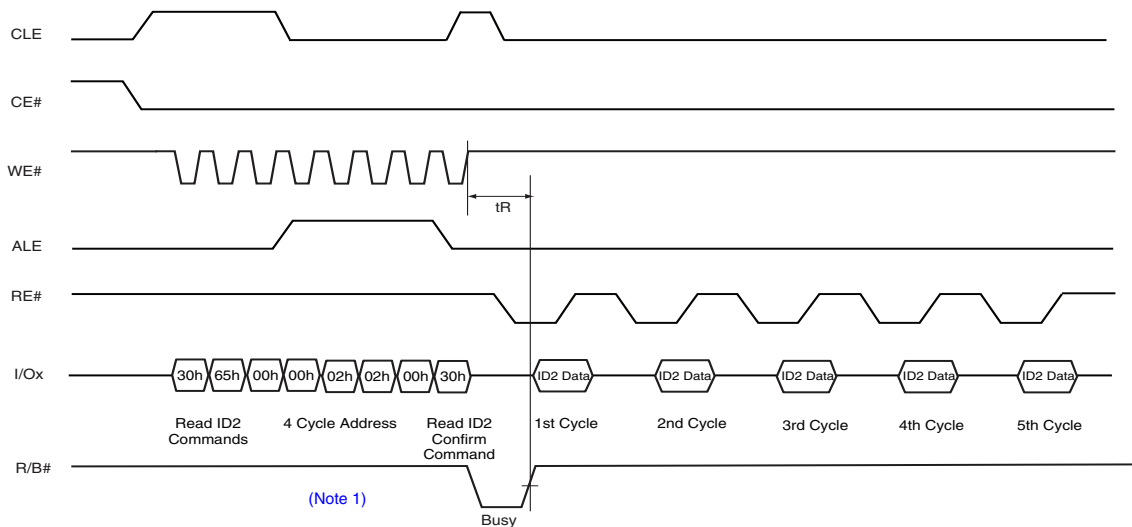 CLE
CE#
WE#
tR
ALE
RE#
I/Ox
30h 65h 00h 00h 02h 02h 00h 30h ID2 Data ID2 Data ID2 Data ID2 Data ID2 Data
Read ID2
Commands
4 Cycle Address
Read ID2
Confirm
Command
1st Cycle
2nd Cycle
3rd Cycle
4th Cycle
5th Cycle
R/B#
(Note 1)
Busy